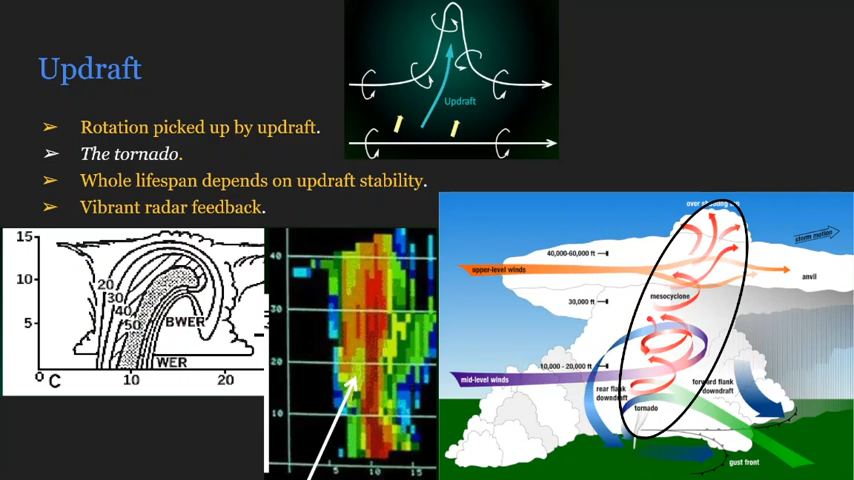 Updraft
➢ Rotation picked up by updraft.
➢ The tornado.
➢ Whole lifespan depends on updraft stability.
➢ Vibrant radar feedback.
Updraft
15
10
5
0
C
10
20
20
30
40
50
BWER
WER
40
30
20
10
5
10
15
over shooting top
storm motion
40,000-60,000 ft
upper-level winds
anvil
mesocyclone
30,000 ft
10,000 - 20,000 ft
mid-level winds
rear flank
downdraft
forward flank
downdraft
tornado
gust front